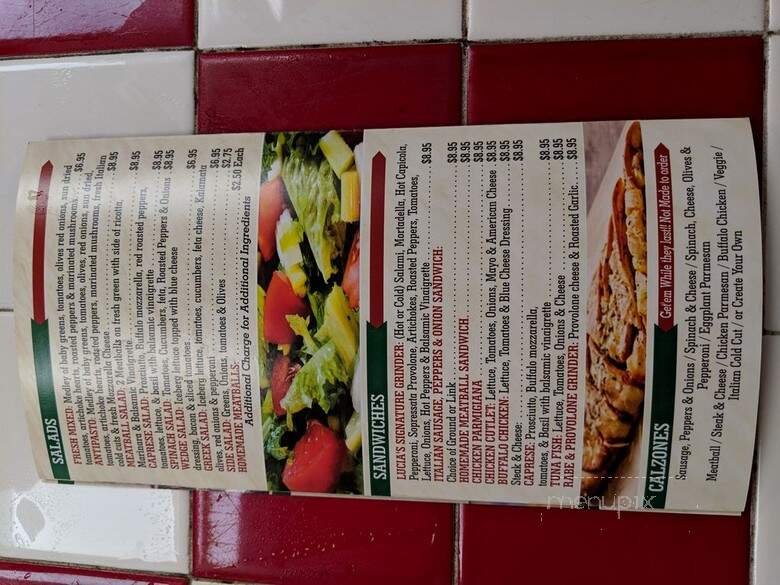 SALADS
FRESH MIXED: Medley of baby greens, tomatoes, olives red onions, sun dried
tomatoes, artichoke hearts, roasted peppers & marinated mushrooms. $6.95
ANTIPASTO: Medley of baby greens, tomatoes, olives, red onions, sun dried,
tomatoes, artichoke hearts, roasted peppers, marinated mushrooms, fresh Italian
cold cuts & fresh Mozzarella Cheese $8.95
MEATBALL SALAD: 2 Meatballs on fresh green with side of ricotta,
Marinara & Balsamic Vinaigrette $8.95
CAPRESE SALAD: Prosciutto, Buffalo mozzarella, red roasted peppers,
tomatoes, lettuce, & basil with balsamic vinaigrette $8.95
SPINACH SALAD: Tomatoes, Cucumbers, feta, Roasted Peppers & Onions $8.95
WEDGE SALAD: Iceberg lettuce topped with blue cheese
dressing, bacon & sliced tomatoes $6.95
GREEK SALAD: Iceberg lettuce, tomatoes, cucumbers, feta cheese, Kalamata
olives, red onions & pepperoni $6.95
SIDE SALAD: Greens, Onions, tomatoes & Olives $2.75
HOMEMADE MEATBALLS: $2.50 Each
Additional Charge for Additional Ingredients
SANDWICHES
LUCIA'S SIGNATURE GRINDER: (Hot or Cold) Salami, Mortadella, Hot Capicola,
Pepperoni, Sopressata Provolone, Artichokes, Roasted Peppers, Tomatoes,
Lettuce, Onions, Hot Peppers & Balsamic Vinaigrette $8.95
ITALIAN SAUSAGE, PEPPERS & ONION SANDWICH:
Choice of Ground or Link $8.95
HOMEMADE MEATBALL SANDWICH $8.95
CHICKEN PARMIGIANA $8.95
CHICKEN CUTLET: Lettuce, Tomatoes, Onions, Mayo & American Cheese $8.95
BUFFALO CHICKEN: Lettuce, Tomatoes & Blue Cheese Dressing $8.95
Steak & Cheese: $8.95
CAPRESE: Prosciutto, Buffalo mozzarella,
tomatoes, & Basil with balsamic vinaigrette $8.95
TUNA FISH: Lettuce, Tomatoes, Onions & Cheese $8.95
RABE & PROVOLONE GRINDER: Provolone cheese & Roasted Garlic $8.95
CALZONES
Get'em While they last!! Not Made to order
Sausage, Peppers & Onions / Spinach & Cheese / Spinach, Cheese, Olives &
Pepperoni / Eggplant Parmesan
Meatball / Steak & Cheese / Chicken Parmesan / Buffalo Chicken / Veggie /
Italian Cold Cut / or Create Your Own
menupix